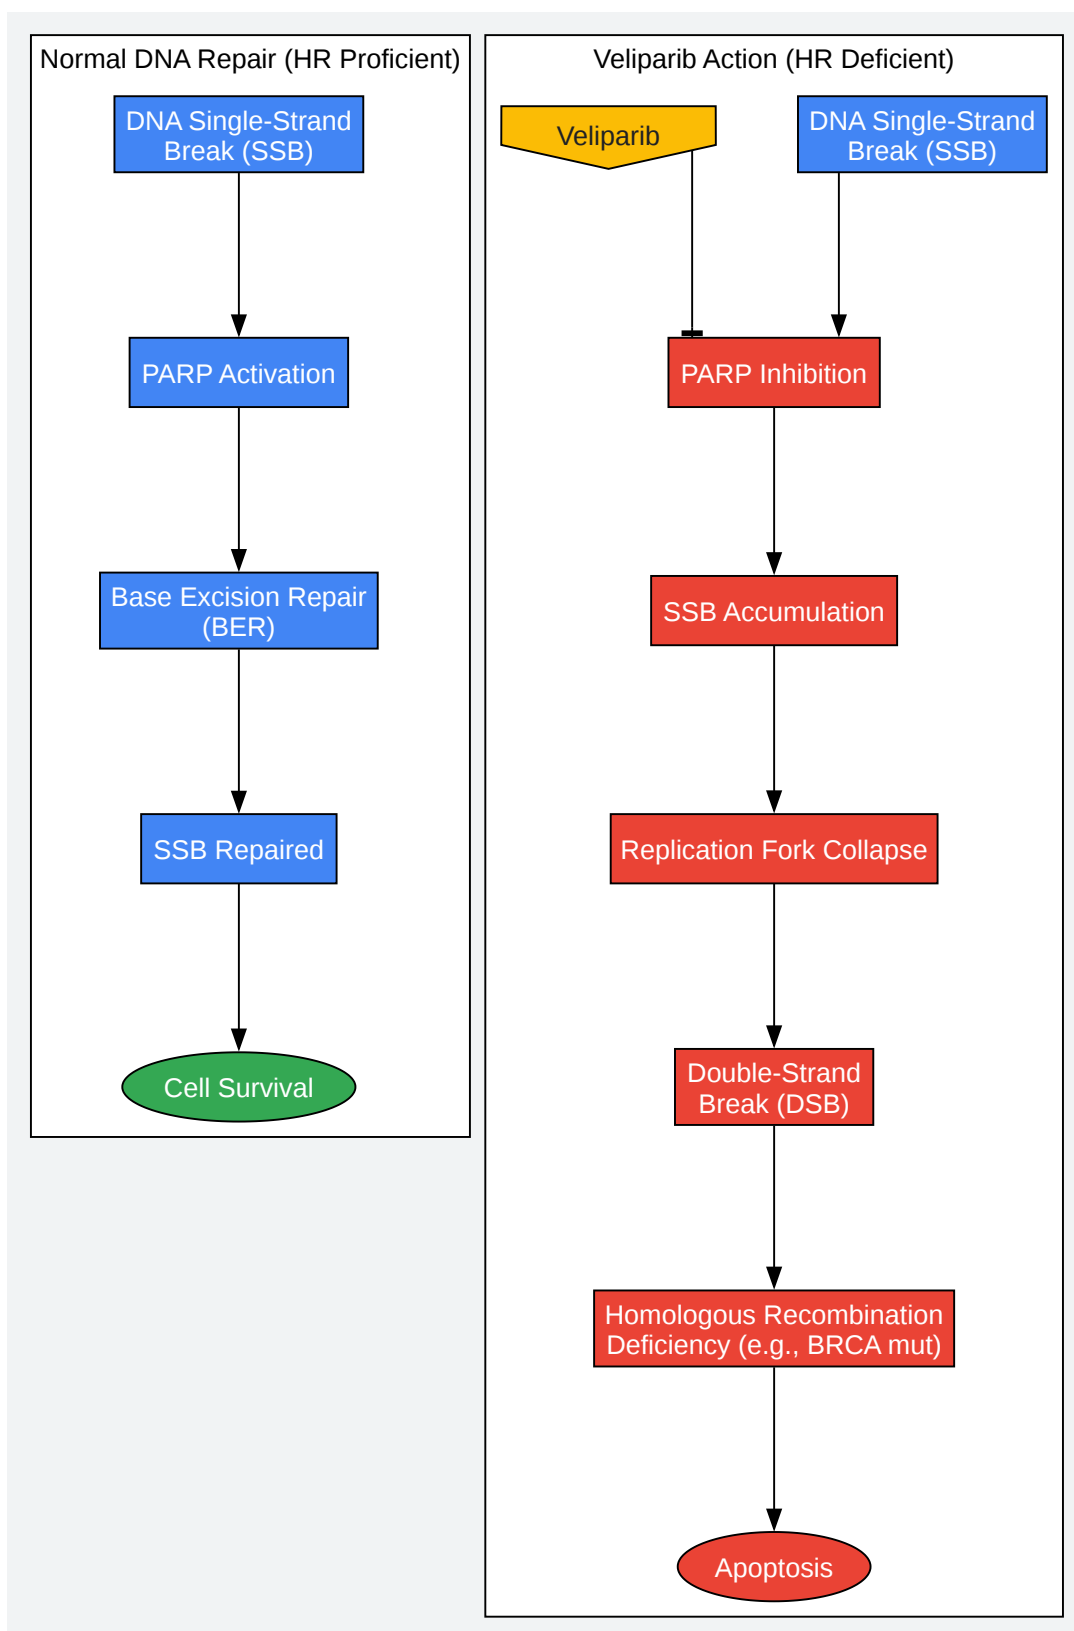 Normal DNA Repair (HR Proficient)
DNA Single-Strand
Break (SSB)
PARP Activation
Base Excision Repair
(BER)
SSB Repaired
Cell Survival
Veliparib Action (HR Deficient)
Veliparib
DNA Single-Strand
Break (SSB)
PARP Inhibition
SSB Accumulation
Replication Fork Collapse
Double-Strand
Break (DSB)
Homologous Recombination
Deficiency (e.g., BRCA mut)
Apoptosis